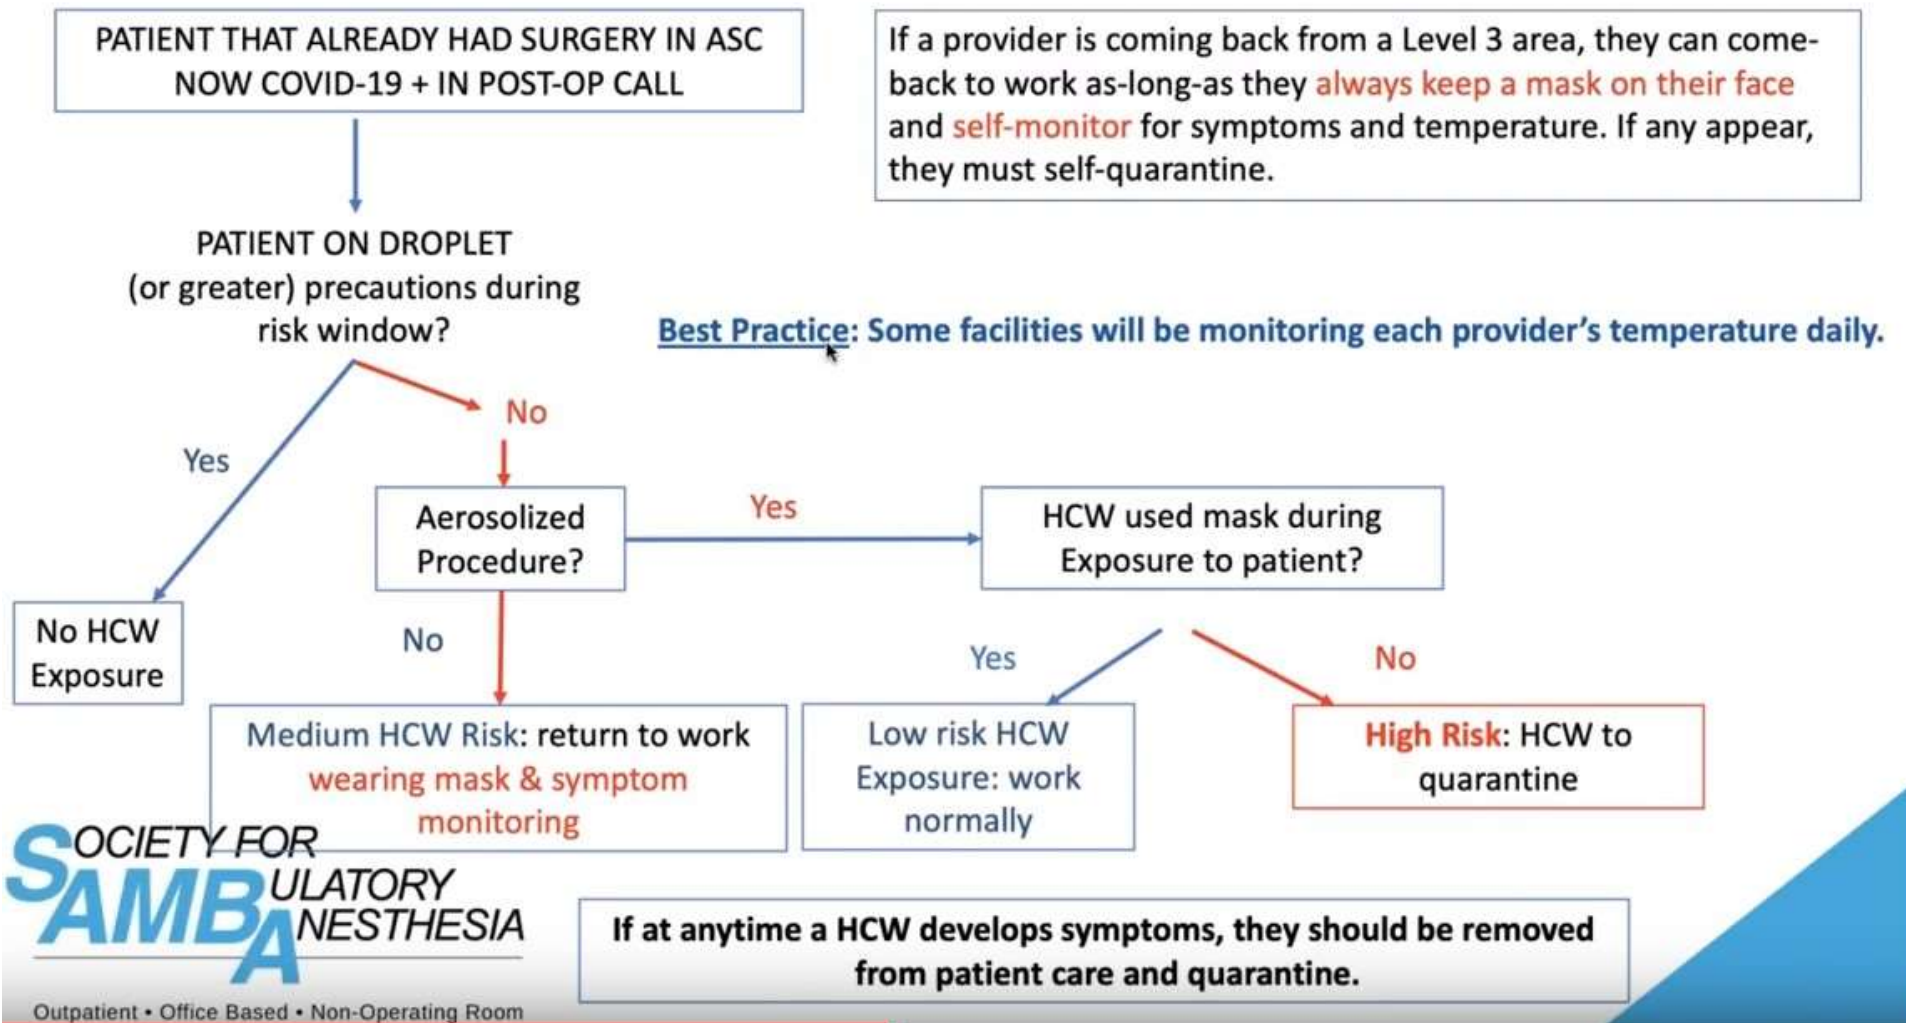 PATIENT THAT ALREADY HAD SURGERY IN ASC
NOW COVID-19 + IN POST-OP CALL
If a provider is coming back from a Level 3 area, they can come-
back to work as-long-as they always keep a mask on their face
and self-monitor for symptoms and temperature. If any appear,
they must self-quarantine.
PATIENT ON DROPLET
(or greater) precautions during
risk window?
Best Practice: Some facilities will be monitoring each provider's temperature daily.
No
Yes
Aerosolized
Procedure?
Yes
HCW used mask during
Exposure to patient?
No HCW
Exposure
No
Yes
No
Medium HCW Risk: return to work
wearing mask & symptom
monitoring
Low risk HCW
Exposure: work
normally
High Risk: HCW to
quarantine
SOCIETY FOR
AMBULATORY
ANESTHESIA
Outpatient • Office Based • Non-Operating Room
If at anytime a HCW develops symptoms, they should be removed
from patient care and quarantine.